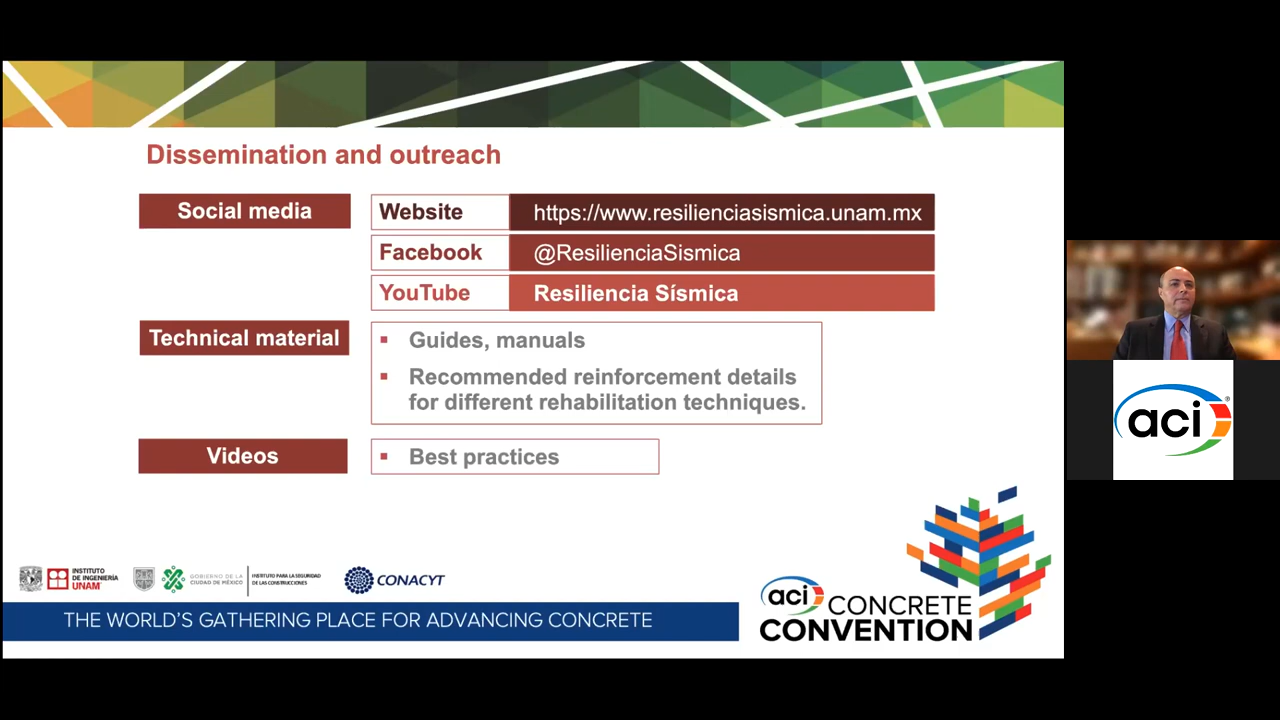 Dissemination and outreach
Social media
Website
https://www.resilienciasismica.unam.mx
Facebook
@ResilienciaSismica
YouTube
Resiliencia Sísmica
Technical material
▪ Guides, manuals
▪ Recommended reinforcement details
for different rehabilitation techniques.
Videos
▪ Best practices
INSTITUTO
DE INGENIERÍA
UNAM
GOBIERNO DE LA
CIUDAD DE MÉXICO
INSTITUTO PARA LA SEGURIDAD
DE LAS CONSTRUCCIONES
CONACYT
THE WORLD'S GATHERING PLACE FOR ADVANCING CONCRETE
aci CONCRETE
CONVENTION
aci®